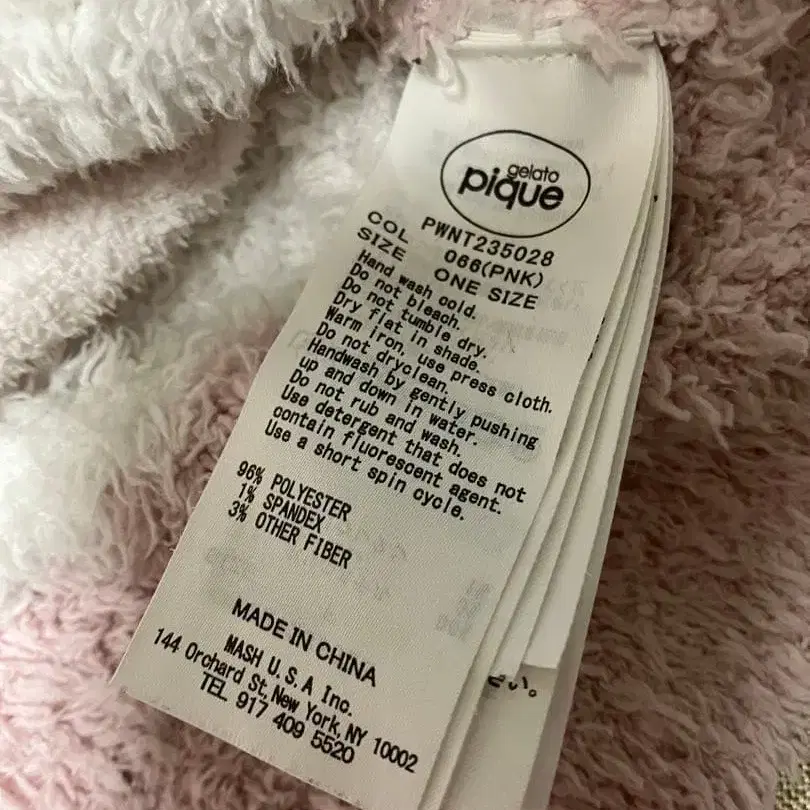 gelato
pique
PWNT235028
COL 066(PNK)
SIZE ONE SIZE
Hand wash cold.
Do not bleach.
Do not tumble dry.
Dry flat in shade.
Warm iron, use press cloth.
Do not dryclean.
Handwash by gently pushing
up and down in water.
Do not rub and wash.
Use detergent that does not
contain fluorescent agent.
Use a short spin cycle.
96% POLYESTER
1% SPANDEX
3% OTHER FIBER
MADE IN CHINA
MASH U.S.A Inc.
144 Orchard St, New York, NY 10002
TEL 917 409 5520
さい。